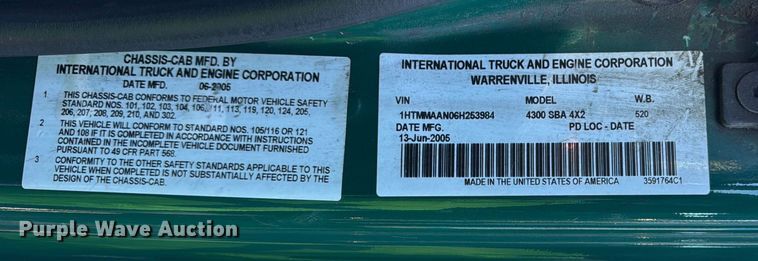 CHASSIS-CAB MFD. BY
INTERNATIONAL TRUCK AND ENGINE CORPORATION
DATE MFD. 06-2005
1 THIS CHASSIS-CAB CONFORMS TO FEDERAL MOTOR VEHICLE SAFETY
STANDARD NOS. 101, 102, 103, 104, 106, 111, 113, 119, 120, 124, 205,
206, 207, 208, 209, 210, AND 302.
2 THIS VEHICLE WILL CONFORM TO STANDARD NOS. 105/116 OR 121
AND 108 IF IT IS COMPLETED IN ACCORDANCE WITH INSTRUCTIONS
CONTAINED IN THE INCOMPLETE VEHICLE DOCUMENT FURNISHED
PURSUANT TO 49 CFR PART 568.
3 CONFORMITY TO THE OTHER SAFETY STANDARDS APPLICABLE TO THIS
VEHICLE WHEN COMPLETED IS NOT SUBSTANTIVELY AFFECTED BY THE
DESIGN OF THE CHASSIS-CAB.
INTERNATIONAL TRUCK AND ENGINE CORPORATION
WARRENVILLE, ILLINOIS
VIN MODEL W.B.
1HTMMAAN06H253984 4300 SBA 4X2 520
DATE MFG. PD LOC - DATE
13-Jun-2005
MADE IN THE UNITED STATES OF AMERICA 3591764C1
Purple Wave Auction